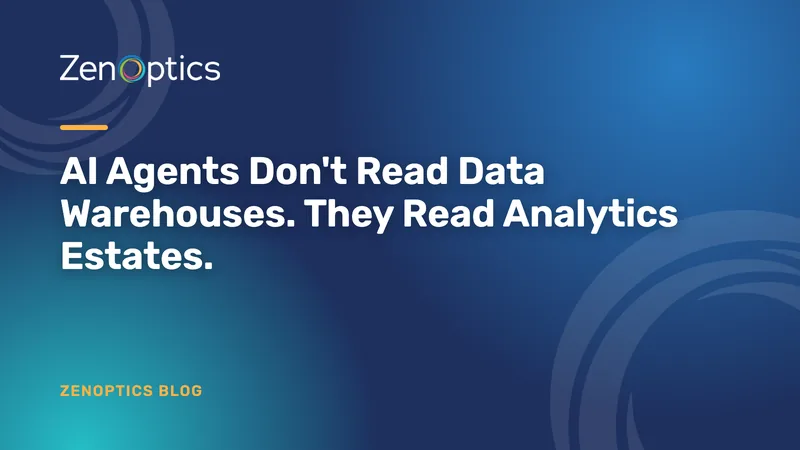 ZenOptics
AI Agents Don't Read Data
Warehouses. They Read Analytics
Estates.
ZENOPTICS BLOG